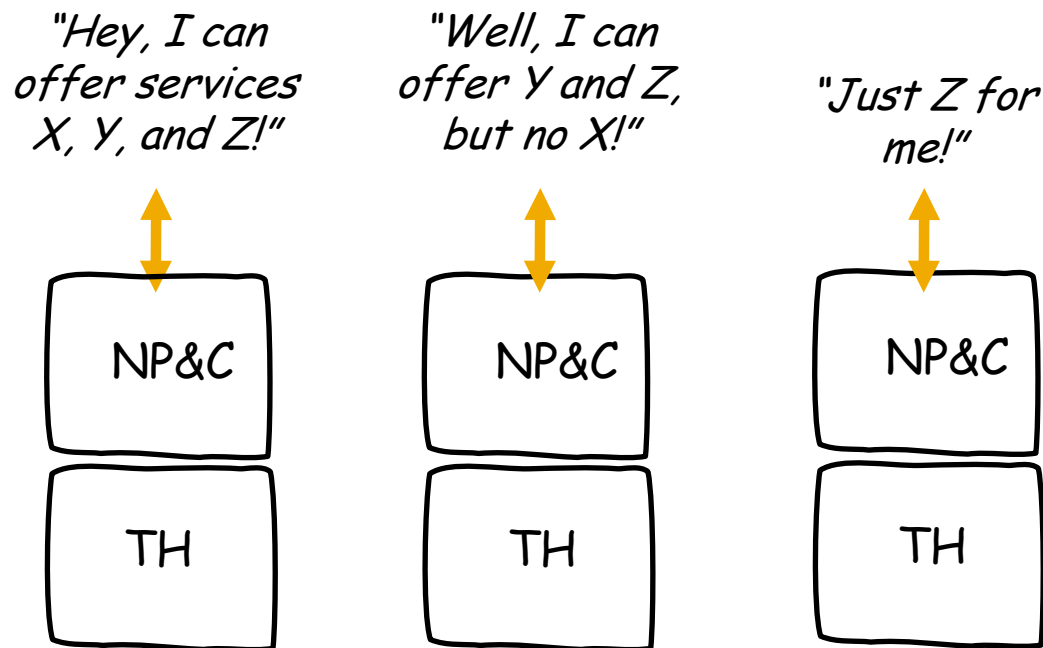 "Hey, I can
offer services
X, Y, and Z!"
"Well, I can
offer Y and Z,
but no X!"
"Just Z for
me!"
NP&C
NP&C
NP&C
TH
TH
TH